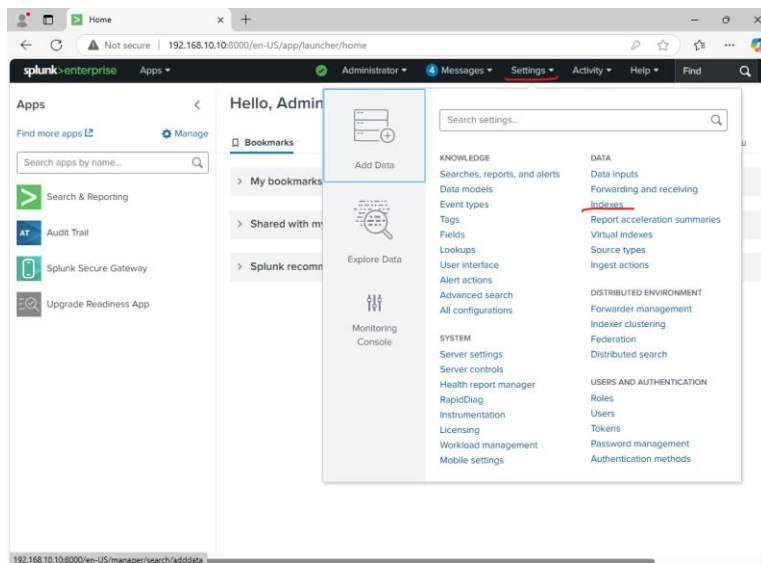 Home
Not secure 192.168.10.10:8000/en-US/app/launcher/home
splunk>enterprise Apps Administrator 4 Messages Settings Activity Help Find
Apps
Find more apps Manage
Search apps by name...
Search & Reporting
AT Audit Trail
Splunk Secure Gateway
Upgrade Readiness App
Hello, Admin
Bookmarks
My bookmarks
Shared with my
Splunk recomm
Add Data
Explore Data
Monitoring
Console
Search settings...
KNOWLEDGE
Searches, reports, and alerts
Data models
Event types
Tags
Fields
Lookups
User interface
Alert actions
Advanced search
All configurations
SYSTEM
Server settings
Server controls
Health report manager
RapidDiag
Instrumentation
Licensing
Workload management
Mobile settings
DATA
Data inputs
Forwarding and receiving
Indexes
Report acceleration summaries
Virtual indexes
Source types
Ingest actions
DISTRIBUTED ENVIRONMENT
Forwarder management
Indexer clustering
Federation
Distributed search
USERS AND AUTHENTICATION
Roles
Users
Tokens
Password management
Authentication methods
192.168.10.10:8000/en-US/manager/search/adddata